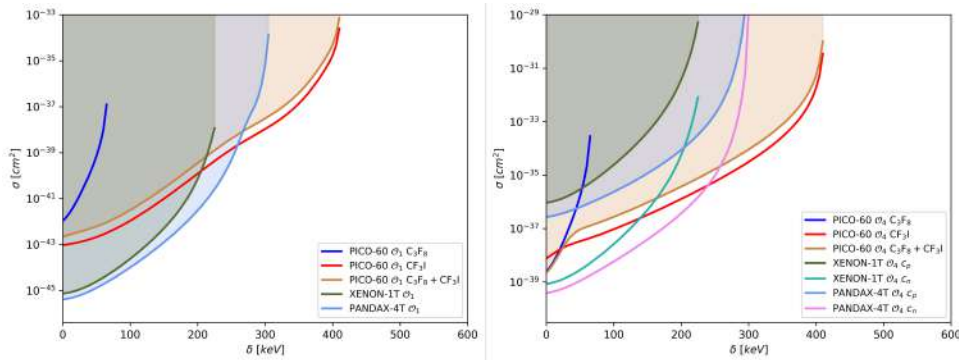 10⁻³³
10⁻³⁵
10⁻³⁷
10⁻³⁹
10⁻⁴¹
10⁻⁴³
10⁻⁴⁵
σ [cm²]
0 100 200 300 400 500 600
δ [keV]
PICO-60 𝒪₁ C₃F₈
PICO-60 𝒪₁ CF₃I
PICO-60 𝒪₁ C₃F₈ + CF₃I
XENON-1T 𝒪₁
PANDAX-4T 𝒪₁
10⁻²⁹
10⁻³¹
10⁻³³
10⁻³⁵
10⁻³⁷
10⁻³⁹
σ [cm²]
0 100 200 300 400 500 600
δ [keV]
PICO-60 𝒪₄ C₃F₈
PICO-60 𝒪₄ CF₃I
PICO-60 𝒪₄ C₃F₈ + CF₃I
XENON-1T 𝒪₄ cₚ
XENON-1T 𝒪₄ cₙ
PANDAX-4T 𝒪₄ cₚ
PANDAX-4T 𝒪₄ cₙ